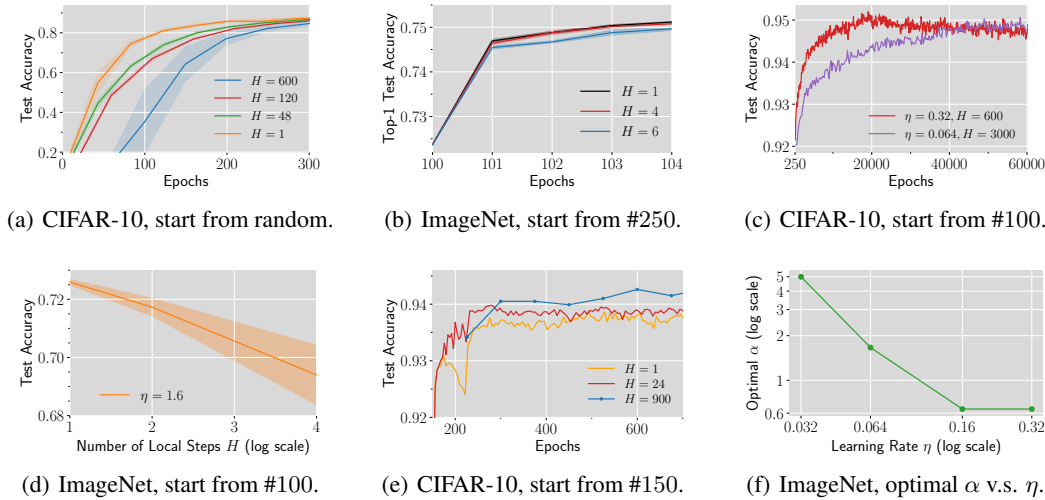 Test Accuracy
0.8
0.6
0.4
0.2
H = 600
H = 120
H = 48
H = 1
0
100
200
300
Epochs
(a) CIFAR-10, start from random.
Top-1 Test Accuracy
0.75
0.74
0.73
H = 1
H = 4
H = 6
100
101
102
103
104
Epochs
(b) ImageNet, start from #250.
Test Accuracy
0.95
0.94
0.93
0.92
η = 0.32, H = 600
η = 0.064, H = 3000
250
20000
40000
60000
Epochs
(c) CIFAR-10, start from #100.
Test Accuracy
0.72
0.70
0.68
η = 1.6
1
2
3
4
Number of Local Steps H (log scale)
(d) ImageNet, start from #100.
Test Accuracy
0.94
0.93
0.92
H = 1
H = 24
H = 900
200
400
600
Epochs
(e) CIFAR-10, start from #150.
Optimal α (log scale)
5
2
1
0.6
0.032
0.064
0.16
0.32
Learning Rate η (log scale)
(f) ImageNet, optimal α v.s. η.